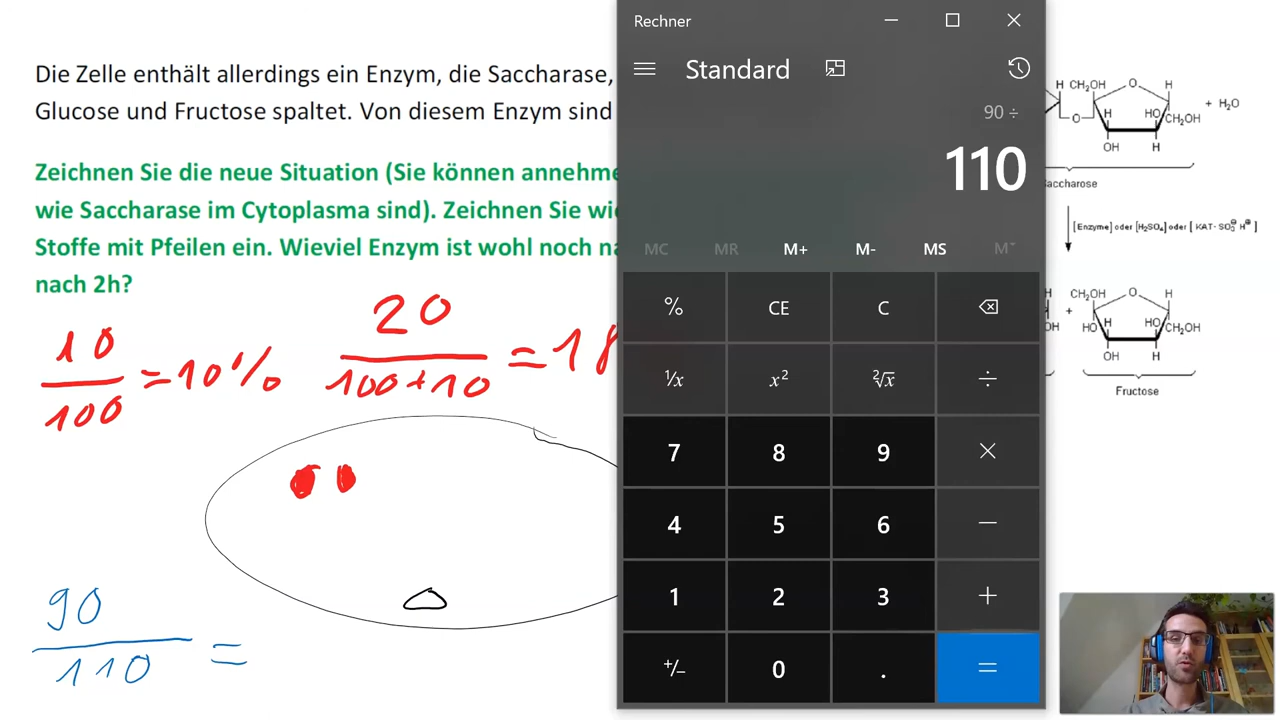 Die Zelle enthält allerdings ein Enzym, die Saccharase,
Glucose und Fructose spaltet. Von diesem Enzym sind
Zeichnen Sie die neue Situation (Sie können annehme
wie Saccharase im Cytoplasma sind). Zeichnen Sie wi
Stoffe mit Pfeilen ein. Wieviel Enzym ist wohl noch n
nach 2h?
10
100
=10%
20
100+10
=18
90
110
=
Rechner
Standard
90 ÷
110
MC MR M+ M- MS M˅
% CE C
¹/x x² ²√x ÷
7 8 9 ×
4 5 6 −
1 2 3 +
+/− 0 . =
H CH₂OH O H
H HO
O CH₂OH + H₂O
OH H
accharose
[Enzyme] oder [H₂SO₄] oder [ KAT- SO₃⊖ H⊕ ]
H CH₂OH O H
OH + HO H HO CH₂OH
OH H
Fructose